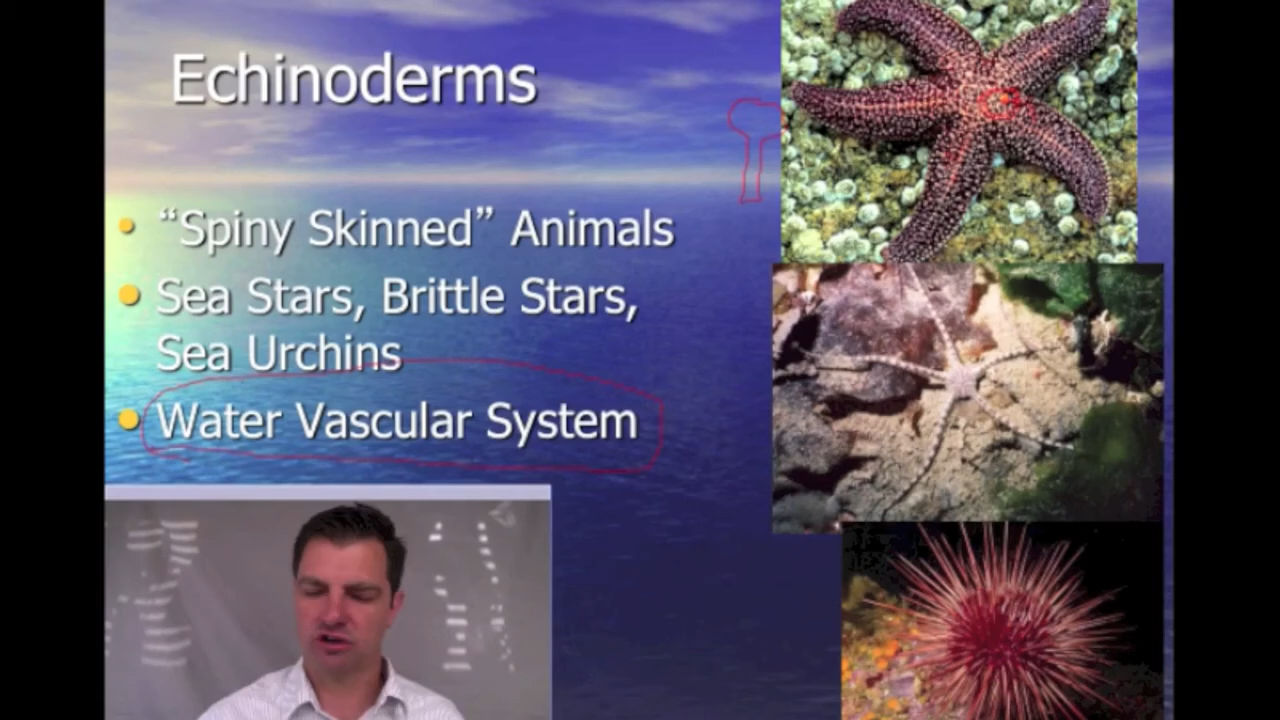 Echinoderms
“Spiny Skinned” Animals
Sea Stars, Brittle Stars,
Sea Urchins
Water Vascular System